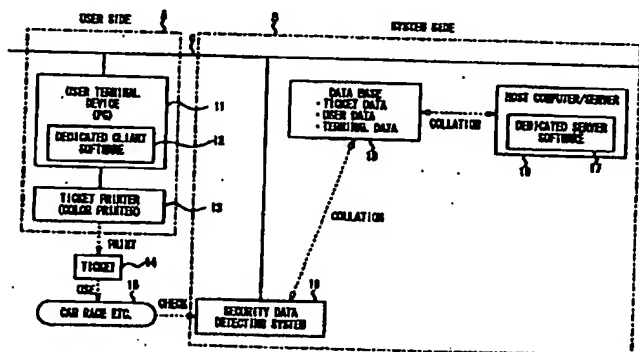 USER SIDE
SYSTEM SIDE
USER TERMINAL
DEVICE
(PC)
11
DEDICATED CLIENT
SOFTWARE
12
TICKET PRINTER
(COLOR PRINTER)
13
PRINT
TICKET
14
USE
15
CAR RACE ETC.
CHECK
DATA BASE
• TICKET DATA
• USER DATA
• TERMINAL DATA
COLLATION
HOST COMPUTER/SERVER
DEDICATED SERVER
SOFTWARE
16
17
COLLATION
SECURITY DATA
DETECTING SYSTEM